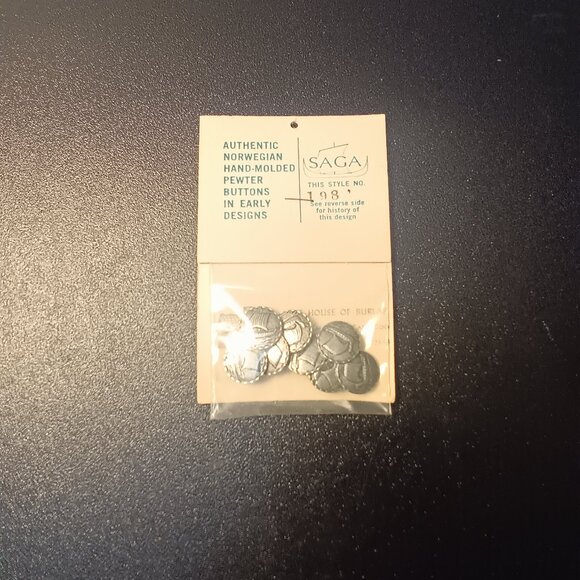 AUTHENTIC
NORWEGIAN
HAND-MOLDED
PEWTER
BUTTONS
IN EARLY
DESIGNS
SAGA
THIS STYLE NO.
198
See reverse side
for history of
this design
HOUSE OF